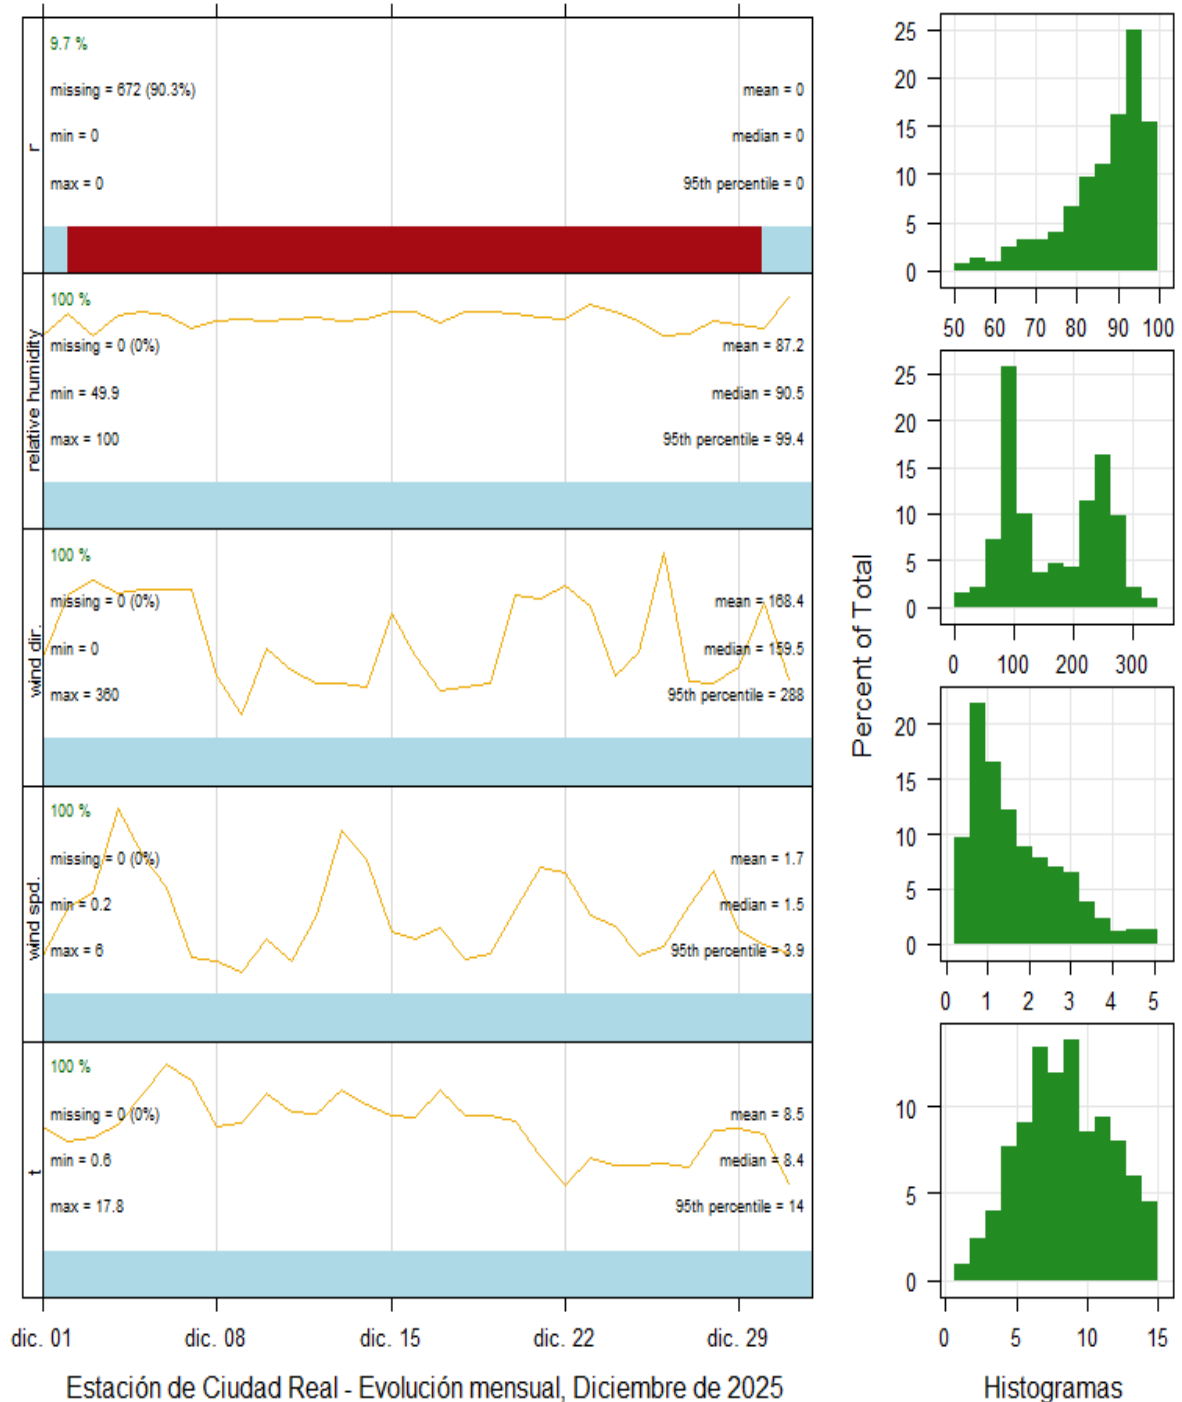 9.7 %
missing = 672 (90.3%)
min = 0
max = 0
mean = 0
median = 0
95th percentile = 0
r
100 %
missing = 0 (0%)
min = 49.9
max = 100
mean = 87.2
median = 90.5
95th percentile = 99.4
relative humidity
100 %
missing = 0 (0%)
min = 0
max = 360
mean = 168.4
median = 159.5
95th percentile = 288
wind dir.
100 %
missing = 0 (0%)
min = 0.2
max = 6
mean = 1.7
median = 1.5
95th percentile = 3.9
wind spd.
100 %
missing = 0 (0%)
min = 0.6
max = 17.8
mean = 8.5
median = 8.4
95th percentile = 14
t
dic. 01 dic. 08 dic. 15 dic. 22 dic. 29
Estación de Ciudad Real - Evolución mensual, Diciembre de 2025
Percent of Total
25
20
15
10
5
0
50 60 70 80 90 100
25
20
15
10
5
0
0 100 200 300
20
15
10
5
0
0 1 2 3 4 5
10
5
0
0 5 10 15
Histogramas